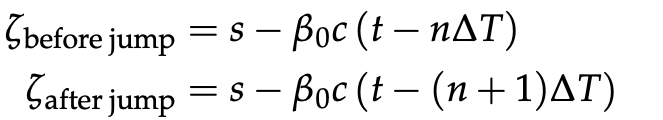 ζ_before jump = s − β₀c (t − nΔT)
ζ_after jump = s − β₀c (t − (n + 1)ΔT)